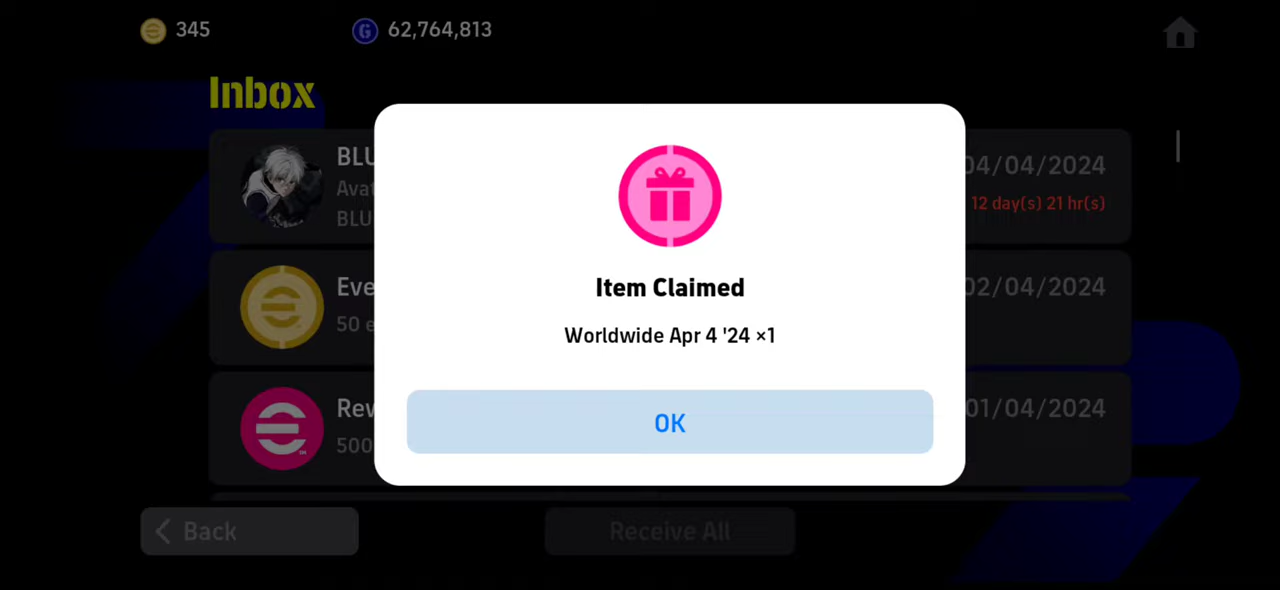 345
62,764,813
Inbox
BLU
04/04/2024
Avat
12 day(s) 21 hr(s)
BLU
Item Claimed
Worldwide Apr 4 '24 ×1
Eve
02/04/2024
50 e
OK
Rew
01/04/2024
500
Back
Receive All